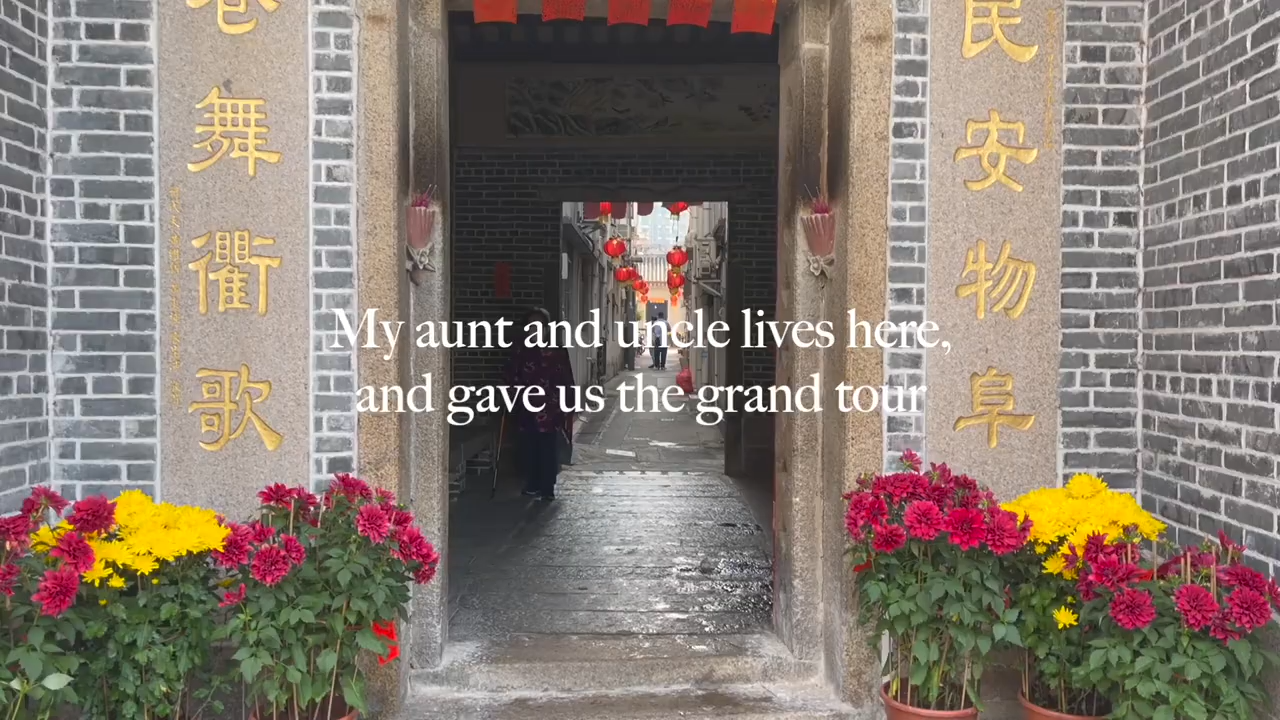 民安物阜
巷舞衢歌
My aunt and uncle lives here,
and gave us the grand tour